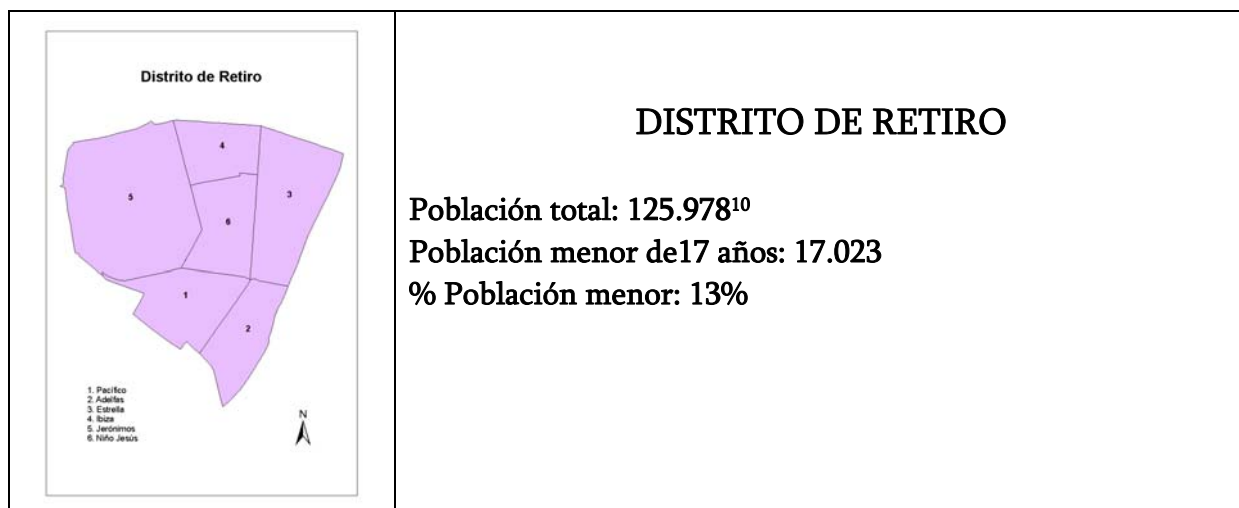 Distrito de Retiro
4
5
3
6
1
2
1. Pacífico
2. Adelfas
3. Estrella
4. Ibiza
5. Jerónimos
6. Niño Jesús
N
DISTRITO DE RETIRO
Población total: 125.978¹⁰
Población menor de17 años: 17.023
% Población menor: 13%